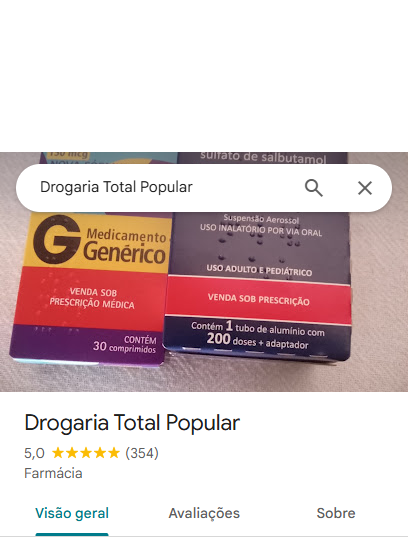 sulfato de salbutamol
Drogaria Total Popular
G Medicamento
Genérico
VENDA SOB
PRESCRIÇÃO MÉDICA
CONTÉM
30 comprimidos
Suspensão Aerossol
USO INALATÓRIO POR VIA ORAL
USO ADULTO E PEDIÁTRICO
VENDA SOB PRESCRIÇÃO
Contém 1 tubo de alumínio com
200 doses + adaptador
Drogaria Total Popular
5,0 ★★★★★ (354)
Farmácia
Visão geral
Avaliações
Sobre